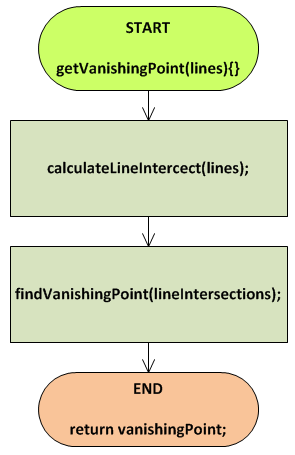 START
getVanishingPoint(lines){}
calculateLineIntercect(lines);
findVanishingPoint(lineIntersections);
END
return vanishingPoint;